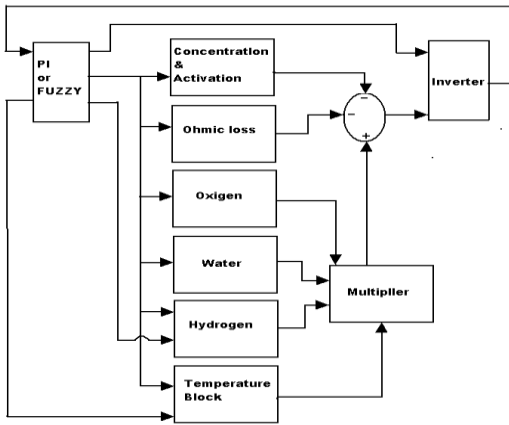 PI
or
FUZZY
Concentration
&
Activation
Ohmic loss
Oxigen
Water
Hydrogen
Temperature
Block
Inverter
–
–
+
Multiplier